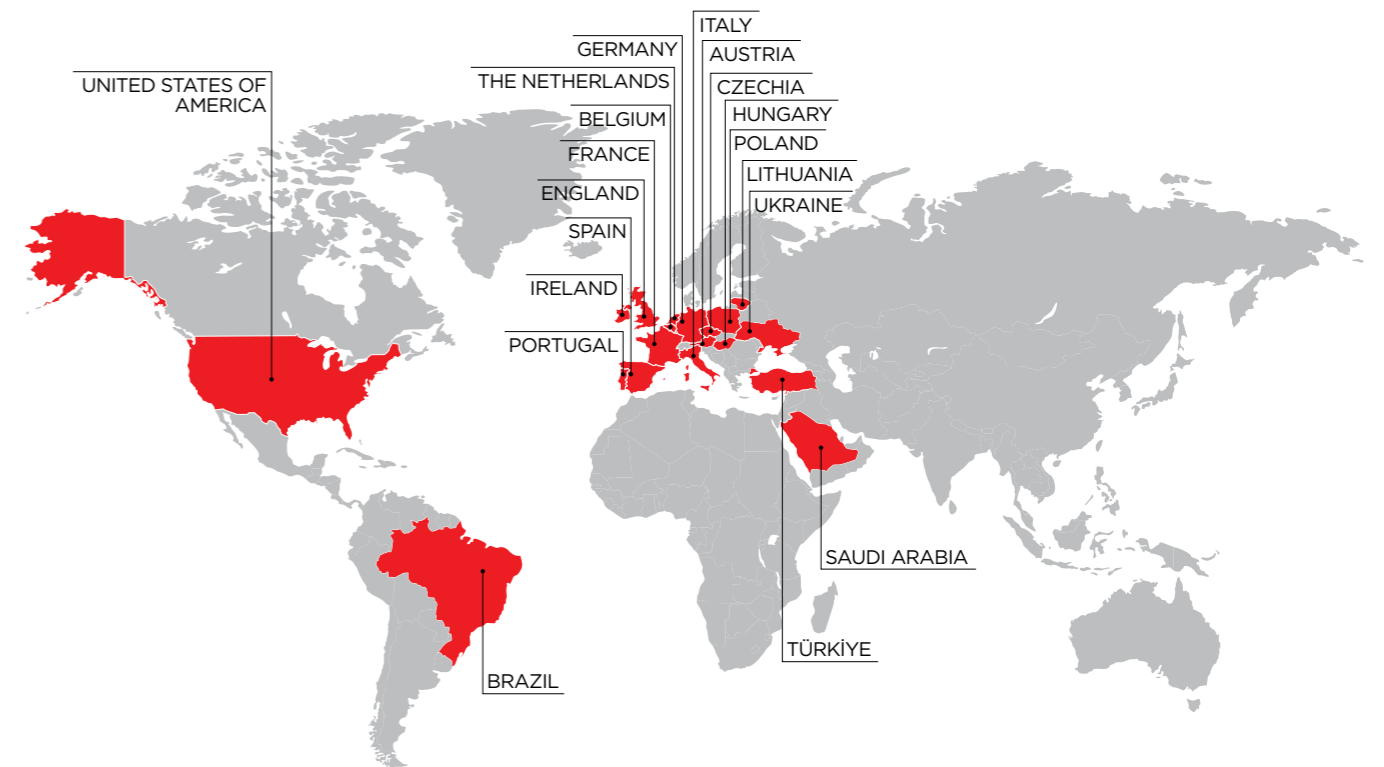 ITALY
GERMANY
AUSTRIA
UNITED STATES OF
AMERICA
THE NETHERLANDS
CZECHIA
BELGIUM
HUNGARY
FRANCE
POLAND
LITHUANIA
ENGLAND
UKRAINE
SPAIN
IRELAND
PORTUGAL
SAUDI ARABIA
TÜRKİYE
BRAZIL